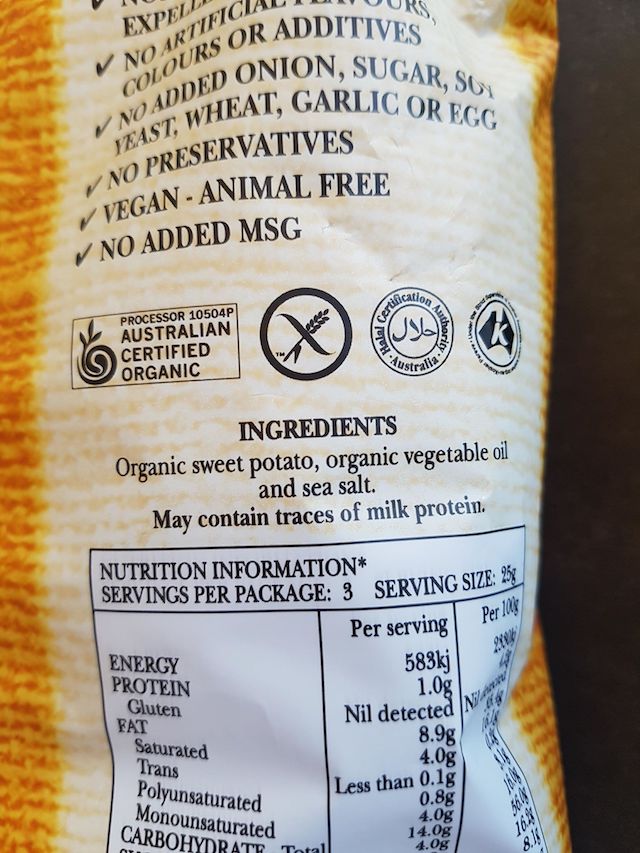 EXPELL
✓ NO ARTIFICIAL FLAVOURS,
COLOURS OR ADDITIVES
✓ NO ADDED ONION, SUGAR, SOY
YEAST, WHEAT, GARLIC OR EGG
✓ NO PRESERVATIVES
✓ VEGAN - ANIMAL FREE
✓ NO ADDED MSG
PROCESSOR 10504P
AUSTRALIAN
CERTIFIED
ORGANIC
TM
Halal Certification Authority
حلال
Australia
k
INGREDIENTS
Organic sweet potato, organic vegetable oil
and sea salt.
May contain traces of milk protein.
NUTRITION INFORMATION*
SERVINGS PER PACKAGE: 3 SERVING SIZE: 25g
Per serving Per 100g
ENERGY 583kj
PROTEIN 1.0g
Gluten Nil detected Nil
FAT 8.9g
Saturated 4.0g
Trans Less than 0.1g
Polyunsaturated 0.8g
Monounsaturated 4.0g
CARBOHYDRATE Total 14.0g
4.0g